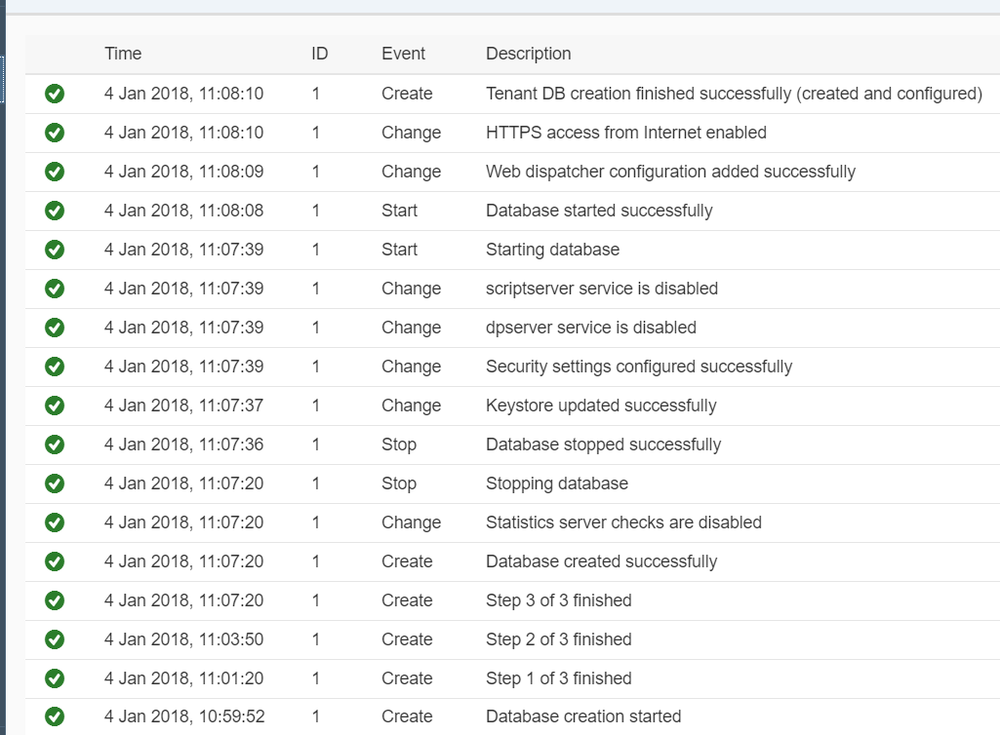 Time ID Event Description
4 Jan 2018, 11:08:10 1 Create Tenant DB creation finished successfully (created and configured)
4 Jan 2018, 11:08:10 1 Change HTTPS access from Internet enabled
4 Jan 2018, 11:08:09 1 Change Web dispatcher configuration added successfully
4 Jan 2018, 11:08:08 1 Start Database started successfully
4 Jan 2018, 11:07:39 1 Start Starting database
4 Jan 2018, 11:07:39 1 Change scriptserver service is disabled
4 Jan 2018, 11:07:39 1 Change dpserver service is disabled
4 Jan 2018, 11:07:39 1 Change Security settings configured successfully
4 Jan 2018, 11:07:37 1 Change Keystore updated successfully
4 Jan 2018, 11:07:36 1 Stop Database stopped successfully
4 Jan 2018, 11:07:20 1 Stop Stopping database
4 Jan 2018, 11:07:20 1 Change Statistics server checks are disabled
4 Jan 2018, 11:07:20 1 Create Database created successfully
4 Jan 2018, 11:07:20 1 Create Step 3 of 3 finished
4 Jan 2018, 11:03:50 1 Create Step 2 of 3 finished
4 Jan 2018, 11:01:20 1 Create Step 1 of 3 finished
4 Jan 2018, 10:59:52 1 Create Database creation started